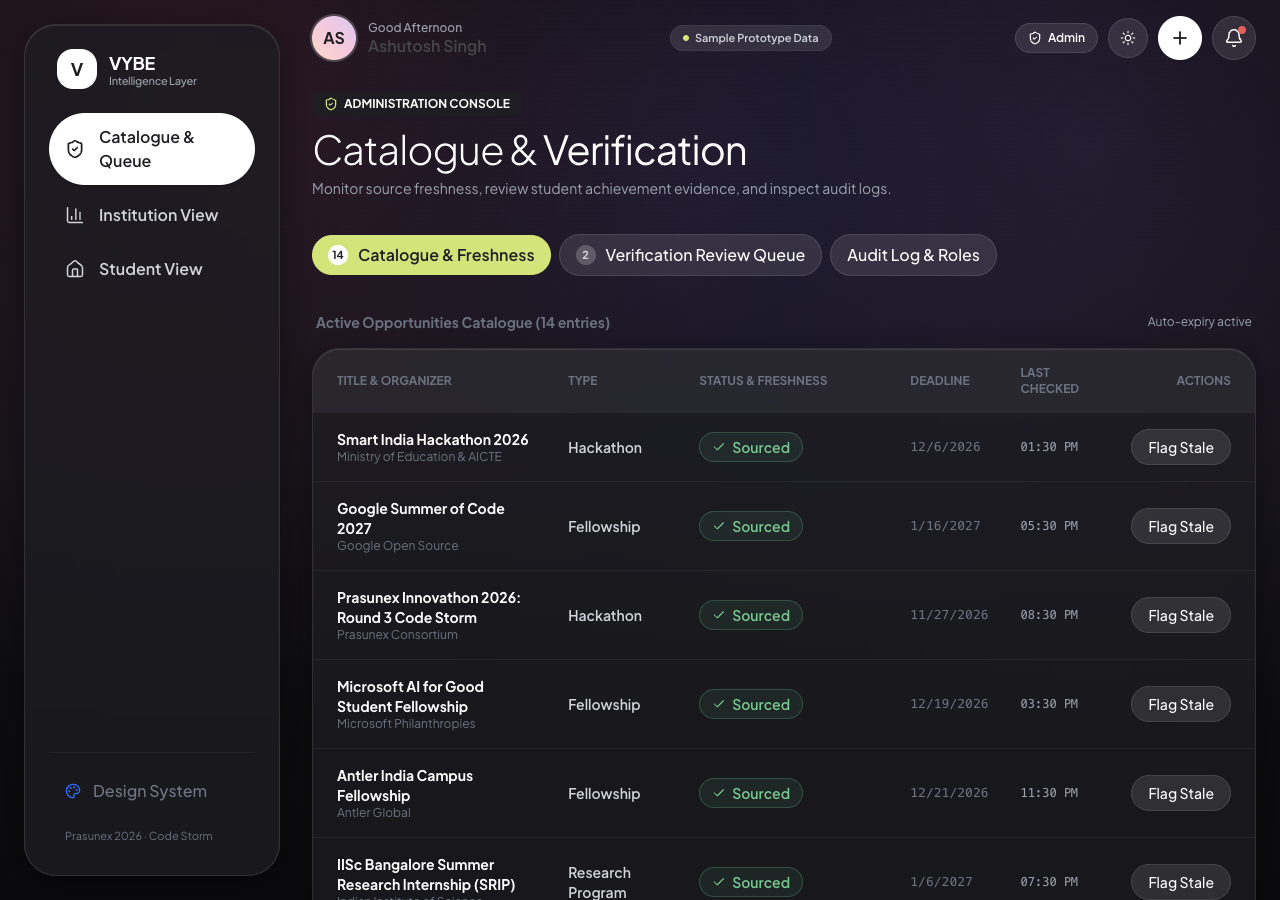 V
VYBE
Intelligence Layer
Catalogue &
Queue
Institution View
Student View
Design System
Prasunex 2026 · Code Storm
AS
Good Afternoon
Ashutosh Singh
Sample Prototype Data
Admin
ADMINISTRATION CONSOLE
Catalogue & Verification
Monitor source freshness, review student achievement evidence, and inspect audit logs.
14 Catalogue & Freshness
2 Verification Review Queue
Audit Log & Roles
Active Opportunities Catalogue (14 entries)
Auto-expiry active
TITLE & ORGANIZER
TYPE
STATUS & FRESHNESS
DEADLINE
LAST
CHECKED
ACTIONS
Smart India Hackathon 2026
Ministry of Education & AICTE
Hackathon
Sourced
12/6/2026
01:30 PM
Flag Stale
Google Summer of Code
2027
Google Open Source
Fellowship
Sourced
1/16/2027
05:30 PM
Flag Stale
Prasunex Innovathon 2026:
Round 3 Code Storm
Prasunex Consortium
Hackathon
Sourced
11/27/2026
08:30 PM
Flag Stale
Microsoft AI for Good
Student Fellowship
Microsoft Philanthropies
Fellowship
Sourced
12/19/2026
03:30 PM
Flag Stale
Antler India Campus
Fellowship
Antler Global
Fellowship
Sourced
12/21/2026
11:30 PM
Flag Stale
IISc Bangalore Summer
Research Internship (SRIP)
Indian Institute of Science
Research
Program
Sourced
1/6/2027
07:30 PM
Flag Stale